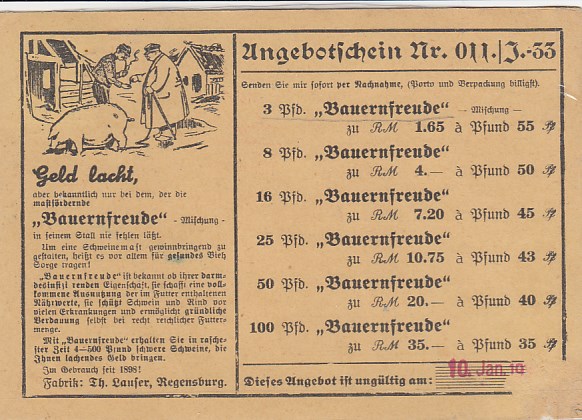 Geld lacht,
aber bekanntlich nur bei dem, der die
mastfördernde
„Bauernfreude“ - Mischung -
in seinem Stall nie fehlen läßt.
Um eine Schweinemast gewinnbringend zu
gestalten, heißt es vor allem für gesundes Vieh
Sorge tragen!
„Bauernfreude“ ist bekannt ob ihrer darm-
desinfizierenden Eigenschaft, sie schafft eine voll-
kommene Ausnutzung der im Futter enthaltenen
Nährwerte, sie schützt Schwein und Rind vor
vielen Erkrankungen und ermöglicht gründliche
Verdauung selbst bei recht reichlicher Futter-
menge.
Mit „Bauernfreude“ erhalten Sie in rasche-
ster Zeit 4—500 Pfund schwere Schweine, die
Ihnen lachendes Geld bringen.
Im Gebrauch seit 1898!
Fabrik: Th. Lauser, Regensburg.
Angebotschein Nr. 011./J.-33
Senden Sie mir sofort per Nachnahme, (Porto und Verpackung billigst).
3 Pfd. „Bauernfreude“ — Mischung —
zu RM 1.65 à Pfund 55 ₰
8 Pfd. „Bauernfreude“
zu RM 4.— à Pfund 50 ₰
16 Pfd. „Bauernfreude“
zu RM 7.20 à Pfund 45 ₰
25 Pfd. „Bauernfreude“
zu RM 10.75 à Pfund 43 ₰
50 Pfd. „Bauernfreude“
zu RM 20.— à Pfund 40 ₰
100 Pfd. „Bauernfreude“
zu RM 35.— à Pfund 35 ₰
Dieses Angebot ist ungültig am: 10. Jan. 19